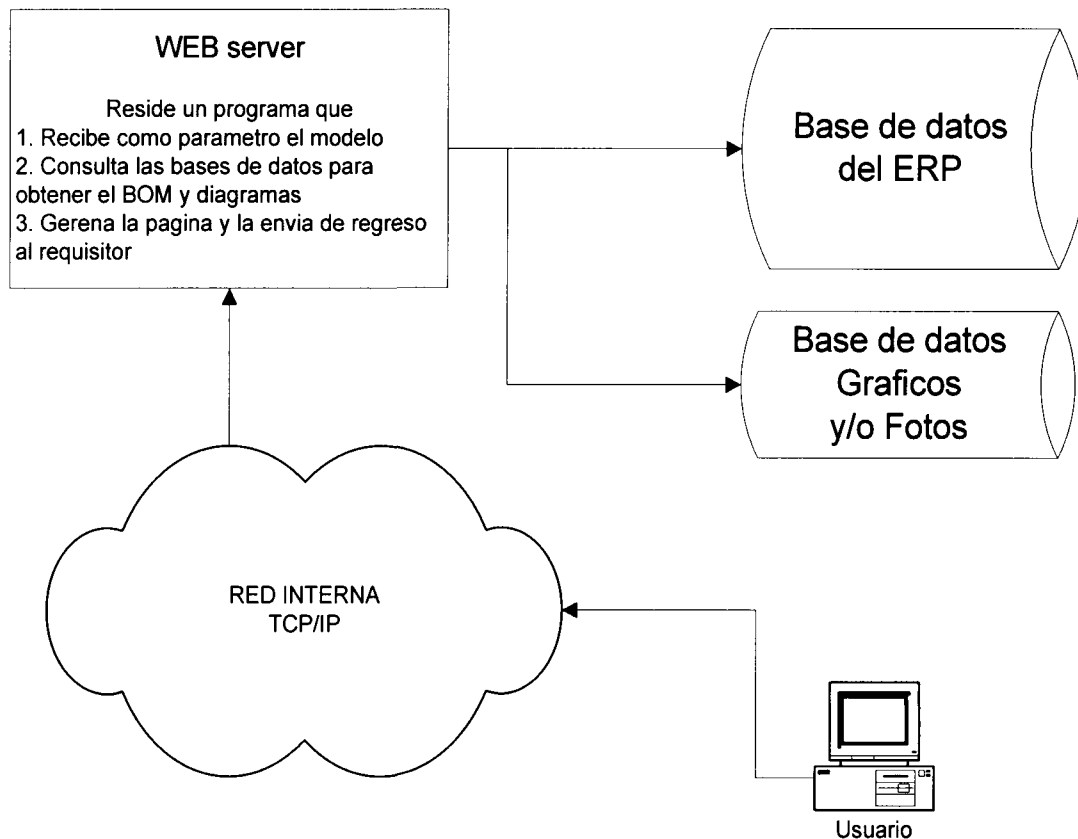 WEB server
Reside un programa que
1. Recibe como parametro el modelo
2. Consulta las bases de datos para
obtener el BOM y diagramas
3. Gerena la pagina y la envia de regreso
al requisitor
Base de datos
del ERP
Base de datos
Graficos
y/o Fotos
RED INTERNA
TCP/IP
Usuario